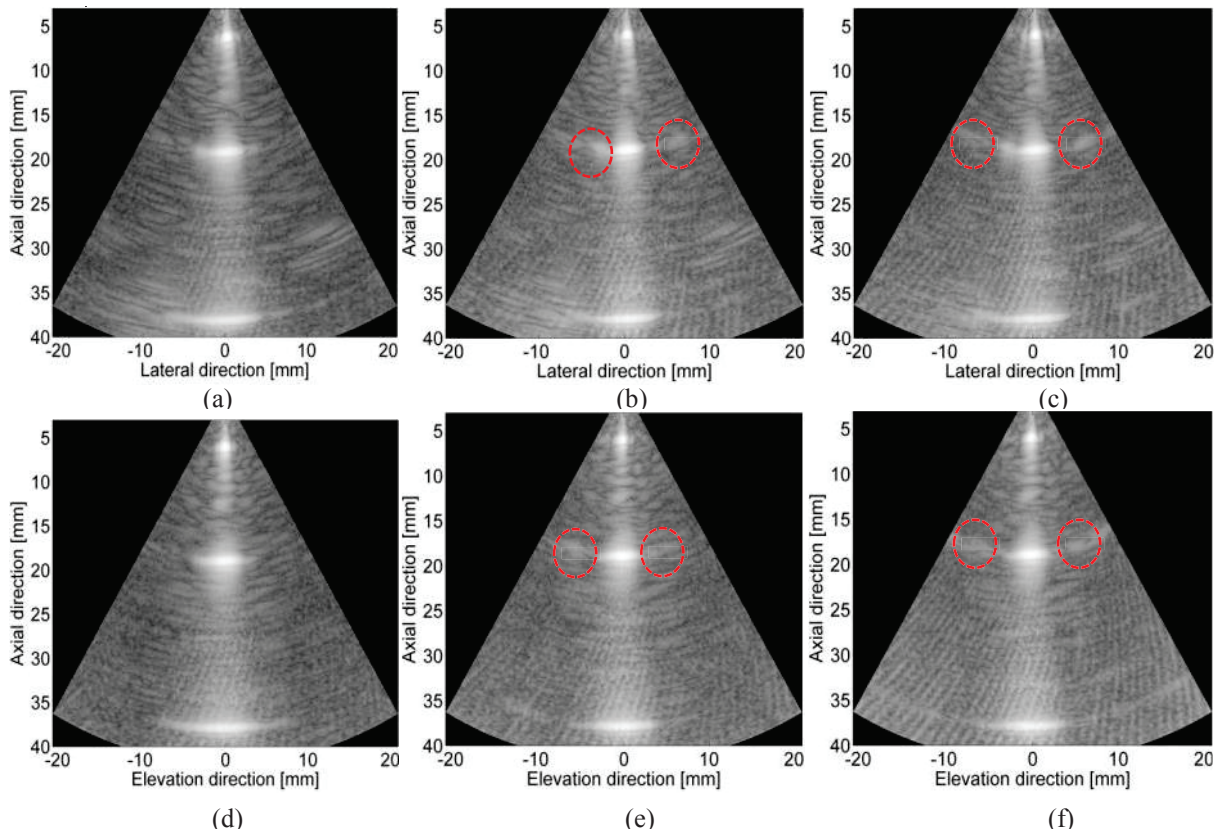 5 5 5
10 10 10
15 15 15
20 20 20
25 25 25
30 30 30
35 35 35
40 40 40
Axial direction [mm] Axial direction [mm] Axial direction [mm]
-20 -10 0 10 20 -20 -10 0 10 20 -20 -10 0 10 20
Lateral direction [mm] Lateral direction [mm] Lateral direction [mm]
(a) (b) (c)
5 5 5
10 10 10
15 15 15
20 20 20
25 25 25
30 30 30
35 35 35
40 40 40
Axial direction [mm] Axial direction [mm] Axial direction [mm]
-20 -10 0 10 20 -20 -10 0 10 20 -20 -10 0 10 20
Elevation direction [mm] Elevation direction [mm] Elevation direction [mm]
(d) (e) (f)